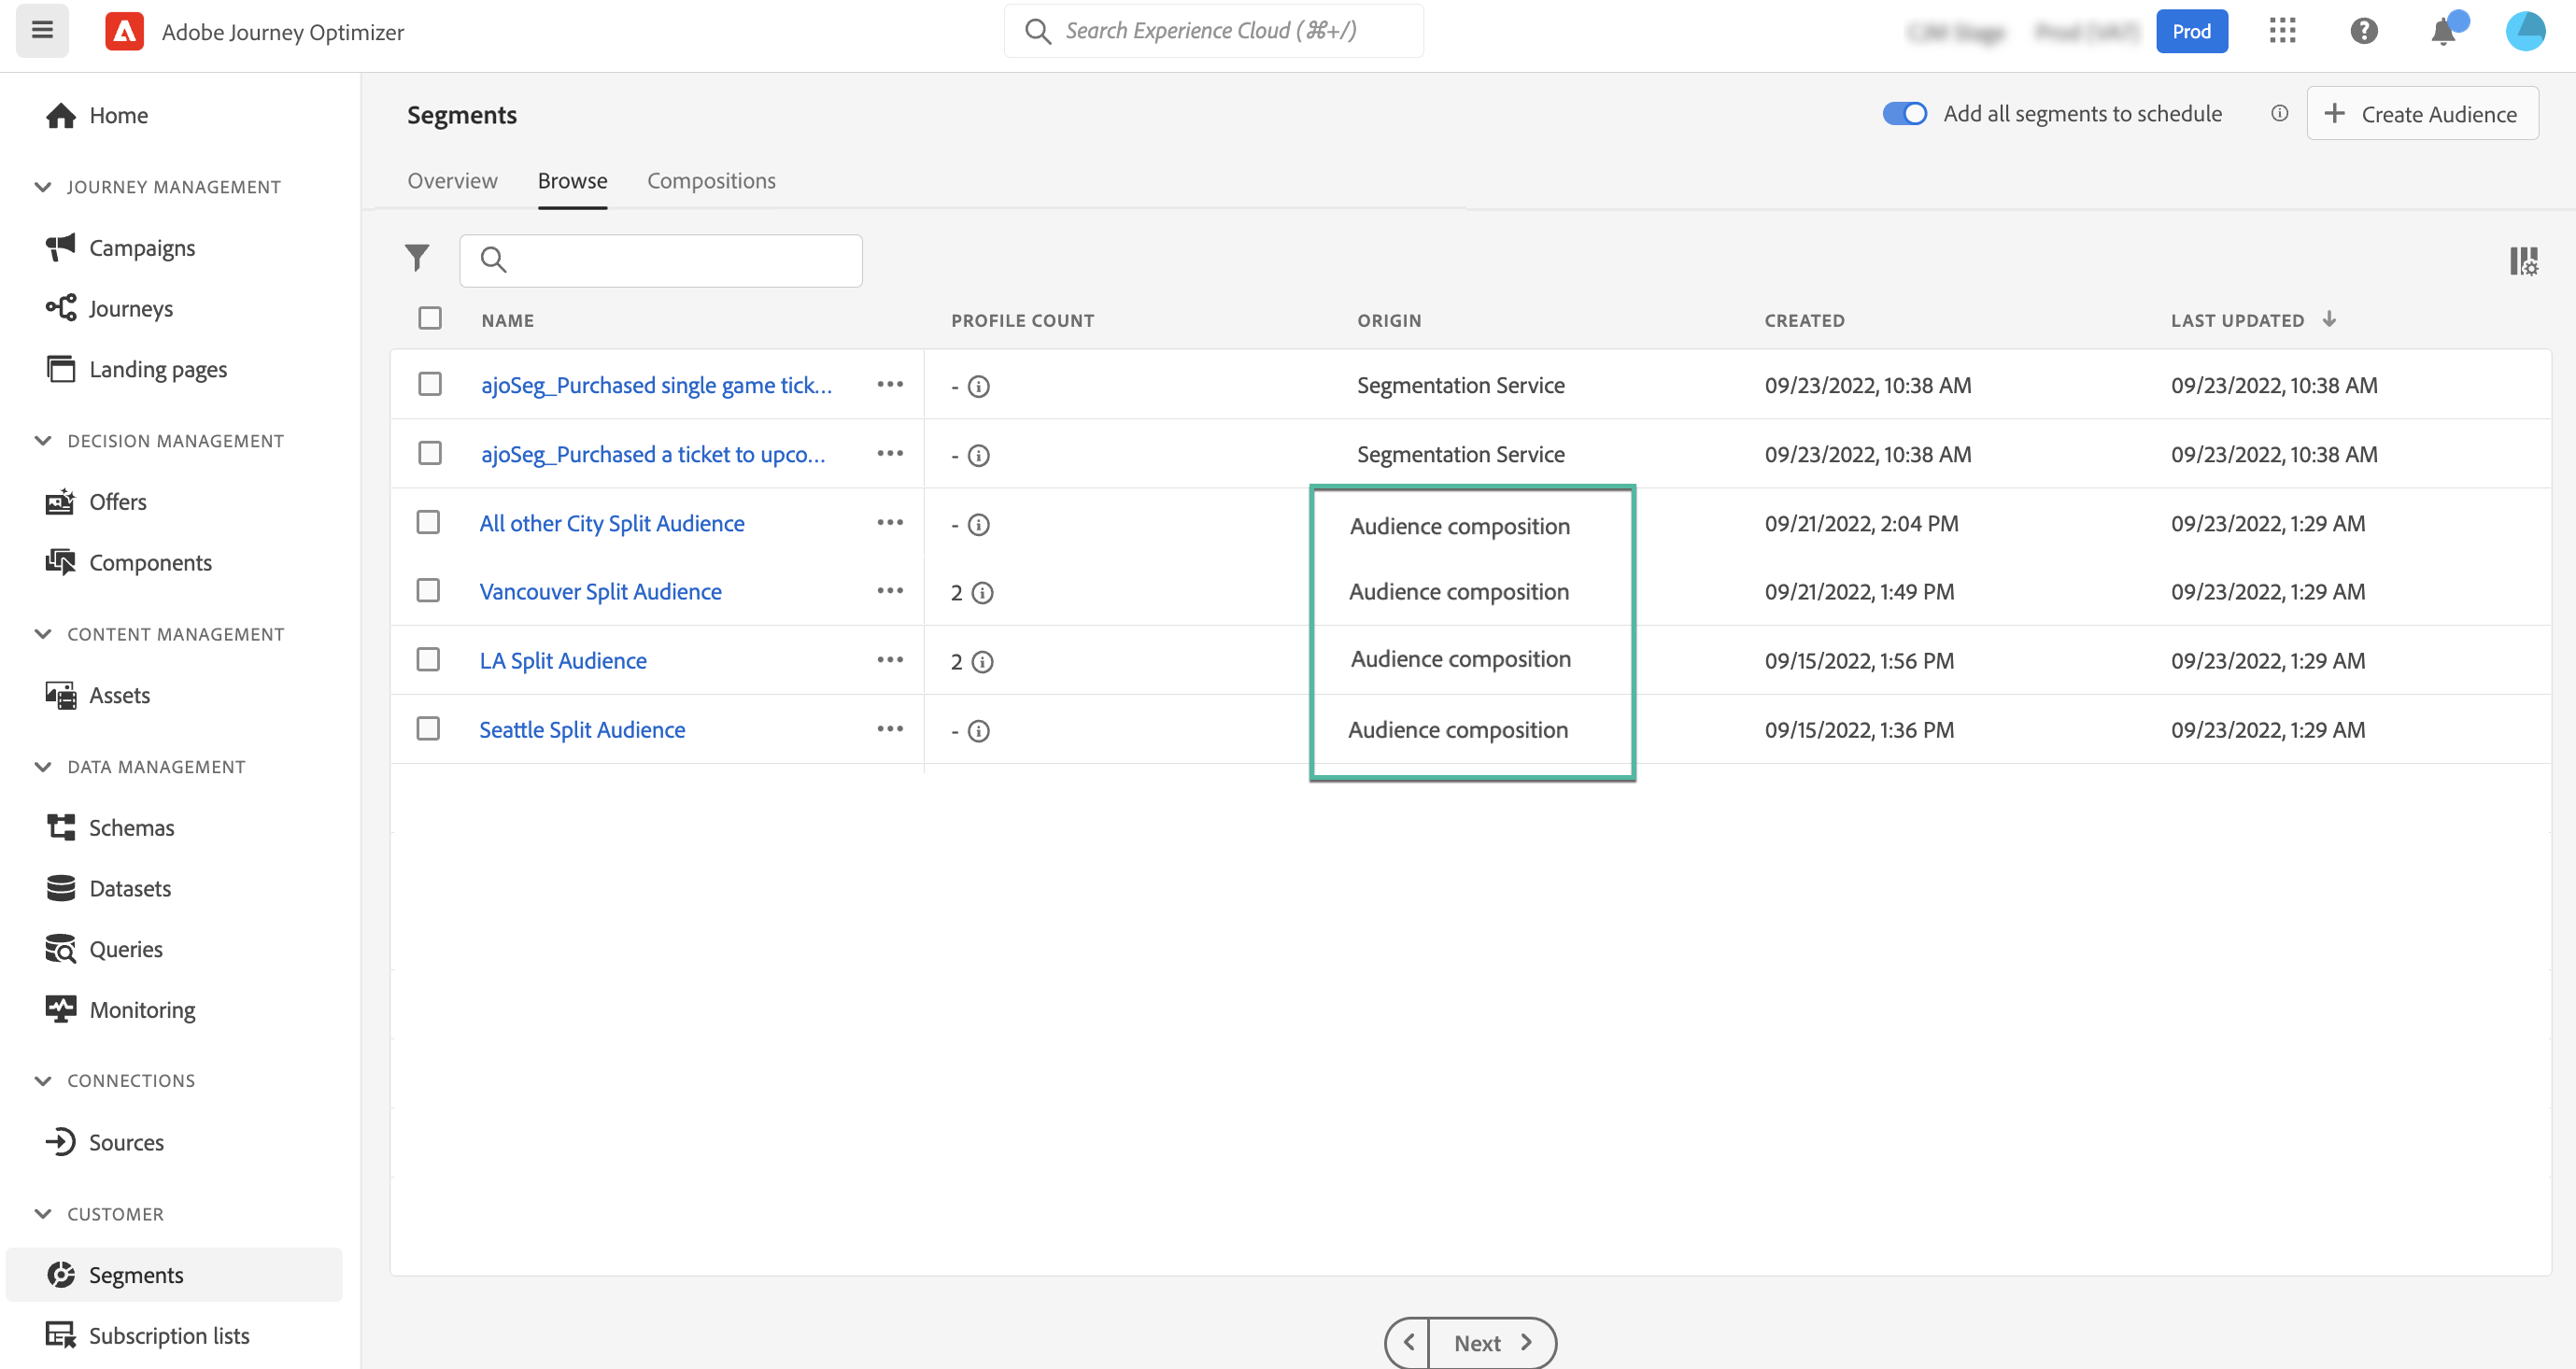 Adobe Journey Optimizer
Search Experience Cloud (⌘+/)
Prod
Home
JOURNEY MANAGEMENT
Campaigns
Journeys
Landing pages
DECISION MANAGEMENT
Offers
Components
CONTENT MANAGEMENT
Assets
DATA MANAGEMENT
Schemas
Datasets
Queries
Monitoring
CONNECTIONS
Sources
CUSTOMER
Segments
Subscription lists
Segments
Add all segments to schedule
Create Audience
Overview Browse Compositions
NAME PROFILE COUNT ORIGIN CREATED LAST UPDATED
ajoSeg_Purchased single game tick... - Segmentation Service 09/23/2022, 10:38 AM 09/23/2022, 10:38 AM
ajoSeg_Purchased a ticket to upco... - Segmentation Service 09/23/2022, 10:38 AM 09/23/2022, 10:38 AM
All other City Split Audience - Audience composition 09/21/2022, 2:04 PM 09/23/2022, 1:29 AM
Vancouver Split Audience 2 Audience composition 09/21/2022, 1:49 PM 09/23/2022, 1:29 AM
LA Split Audience 2 Audience composition 09/15/2022, 1:56 PM 09/23/2022, 1:29 AM
Seattle Split Audience - Audience composition 09/15/2022, 1:36 PM 09/23/2022, 1:29 AM
Next